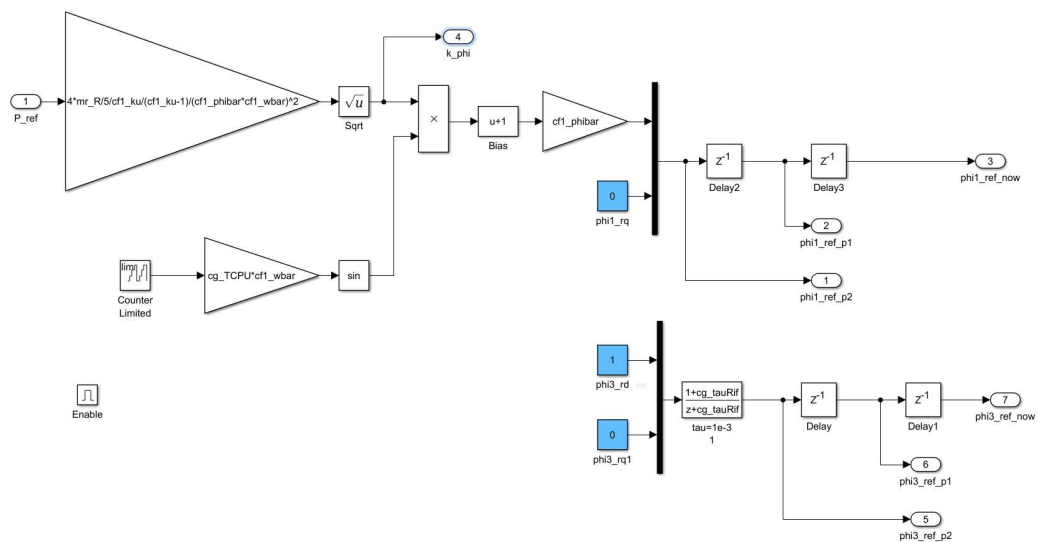 4
k_phi
1
P_ref
4*mr_R/5/cf1_ku/(cf1_ku-1)/(cf1_phibar*cf1_wbar)^2
√u
Sqrt
×
u+1
Bias
cf1_phibar
0
phi1_rq
z-1
Delay2
z-1
Delay3
3
phi1_ref_now
2
phi1_ref_p1
1
phi1_ref_p2
lim
Counter
Limited
cg_TCPU*cf1_wbar
sin
Enable
1
phi3_rd
0
phi3_rq1
1+cg_tauRif
z+cg_tauRif
tau=1e-3
1
z-1
Delay
z-1
Delay1
7
phi3_ref_now
6
phi3_ref_p1
5
phi3_ref_p2